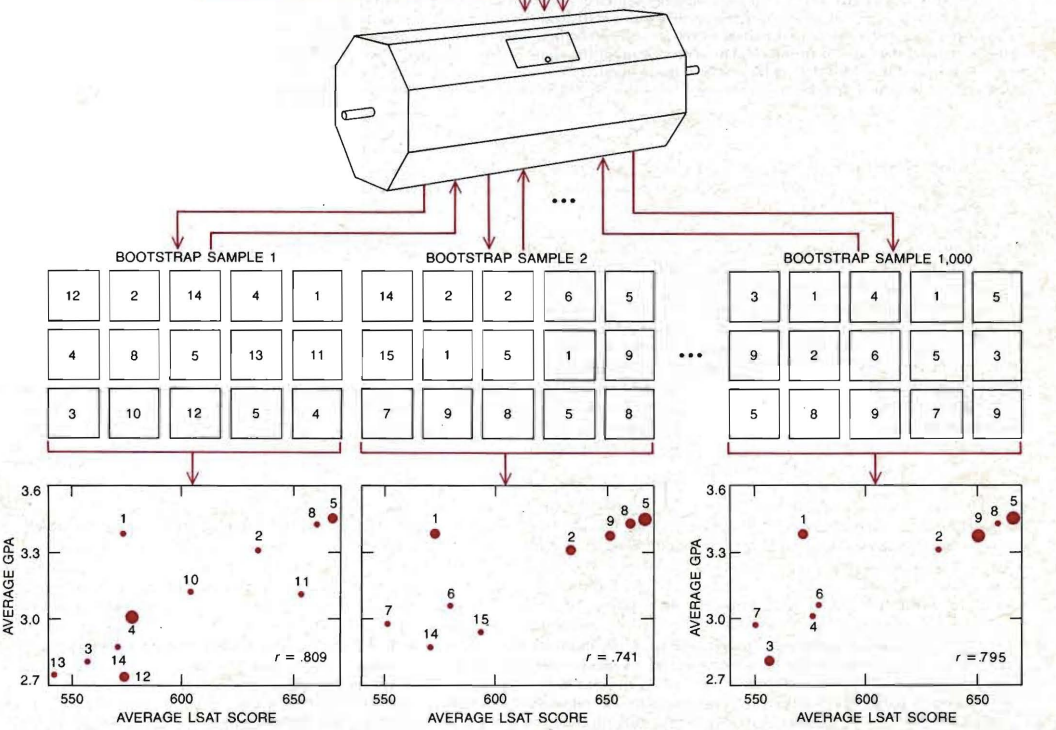 •••
BOOTSTRAP SAMPLE 1 BOOTSTRAP SAMPLE 2 BOOTSTRAP SAMPLE 1,000
12 2 14 4 1 14 2 2 6 5 3 1 4 1 5
4 8 5 13 11 15 1 5 1 9 ••• 9 2 6 5 3
3 10 12 5 4 7 9 8 5 8 5 8 9 7 9
AVERAGE GPA
3.6
3.3
3.0
2.7
1
8
5
2
10
11
4
3
14
13
12
r = .809
550 600 650
AVERAGE LSAT SCORE
1
2
9
8
5
6
7
15
14
r = .741
550 600 650
AVERAGE LSAT SCORE
3.6
3.3
3.0
2.7
1
2
9
8
5
6
7
4
3
r = .795
550 600 650
AVERAGE LSAT SCORE